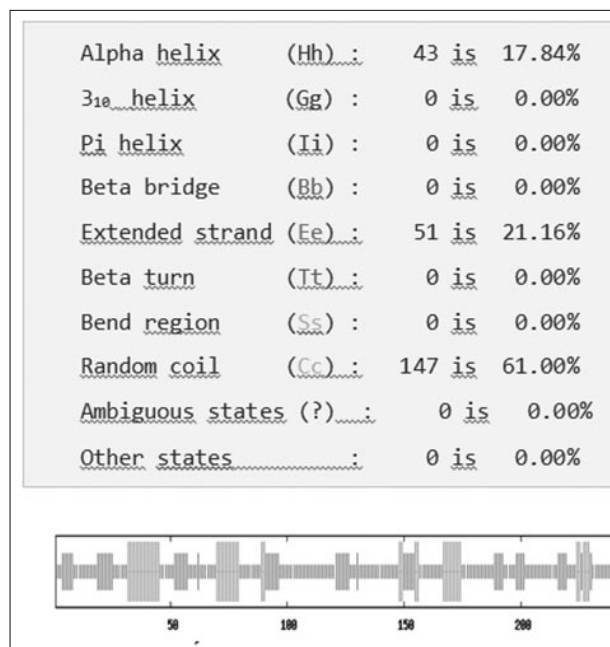 Alpha helix (Hh) : 43 is 17.84%
3₁₀ helix (Gg) : 0 is 0.00%
Pi helix (Ii) : 0 is 0.00%
Beta bridge (Bb) : 0 is 0.00%
Extended strand (Ee) : 51 is 21.16%
Beta turn (Tt) : 0 is 0.00%
Bend region (Ss) : 0 is 0.00%
Random coil (Cc) : 147 is 61.00%
Ambiguous states (?) : 0 is 0.00%
Other states : 0 is 0.00%
50 100 150 200